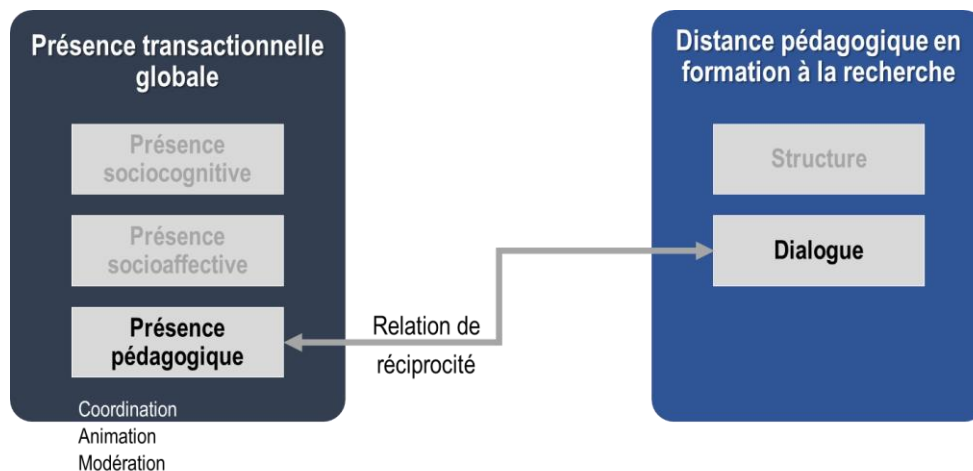 Présence transactionnelle
globale
Présence
sociocognitive
Présence
socioaffective
Présence
pédagogique
Coordination
Animation
Modération
Relation de
réciprocité
Distance pédagogique en
formation à la recherche
Structure
Dialogue